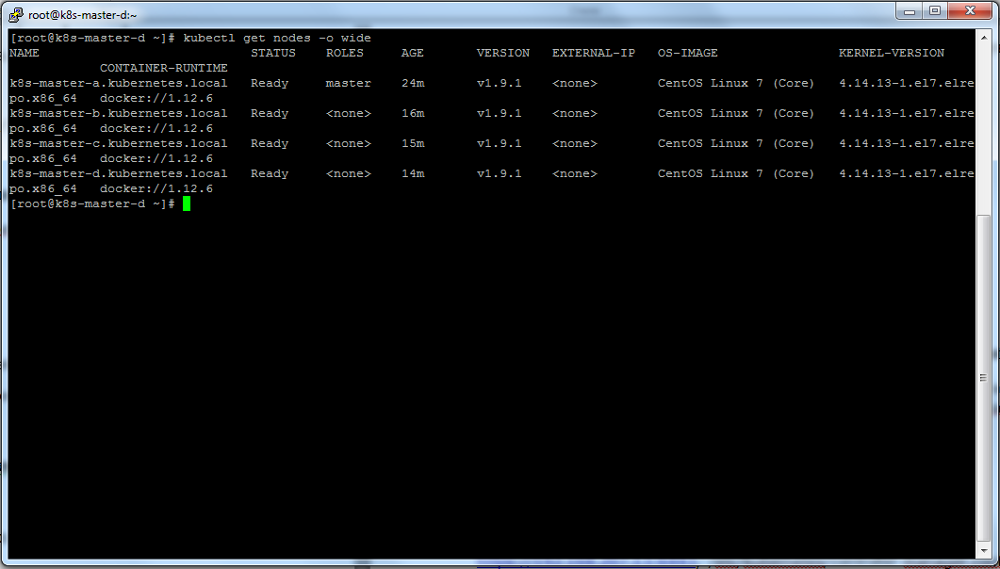 root@k8s-master-d:~
[root@k8s-master-d ~]# kubectl get nodes -o wide
NAME                            STATUS    ROLES     AGE       VERSION   EXTERNAL-IP   OS-IMAGE                KERNEL-VERSION
            CONTAINER-RUNTIME
k8s-master-a.kubernetes.local   Ready     master    24m       v1.9.1    <none>        CentOS Linux 7 (Core)   4.14.13-1.el7.elre
po.x86_64   docker://1.12.6
k8s-master-b.kubernetes.local   Ready     <none>    16m       v1.9.1    <none>        CentOS Linux 7 (Core)   4.14.13-1.el7.elre
po.x86_64   docker://1.12.6
k8s-master-c.kubernetes.local   Ready     <none>    15m       v1.9.1    <none>        CentOS Linux 7 (Core)   4.14.13-1.el7.elre
po.x86_64   docker://1.12.6
k8s-master-d.kubernetes.local   Ready     <none>    14m       v1.9.1    <none>        CentOS Linux 7 (Core)   4.14.13-1.el7.elre
po.x86_64   docker://1.12.6
[root@k8s-master-d ~]#